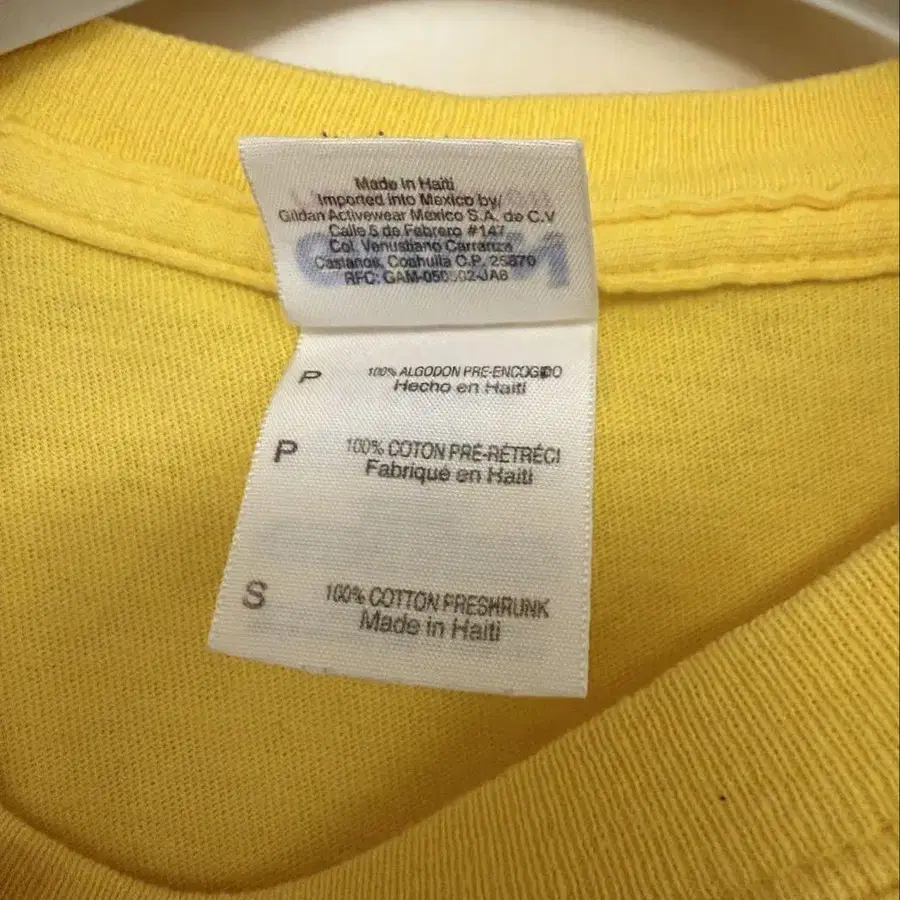 Made in Haiti
Imported into Mexico by/
Gildan Activewear Mexico S.A. de C.V
Calle 5 de Febrero #147
Col. Venustiano Carranza
Castanos, Coahuila C.P. 25870
P 100% ALGODON PRE-ENCOGIDO
Hecho en Haiti
P 100% COTON PRÉ-RÉTRÉCI
Fabriqué en Haiti
S 100% COTTON PRESHRUNK
Made in Haiti